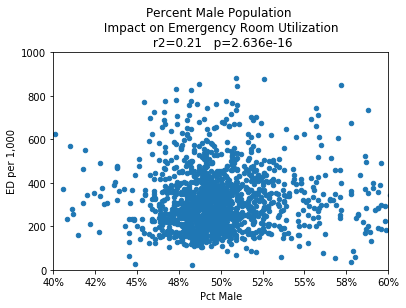 Percent Male Population
Impact on Emergency Room Utilization
r2=0.21   p=2.636e-16
1000
800
600
400
200
0
ED per 1,000
40% 42% 45% 48% 50% 52% 55% 58% 60%
Pct Male